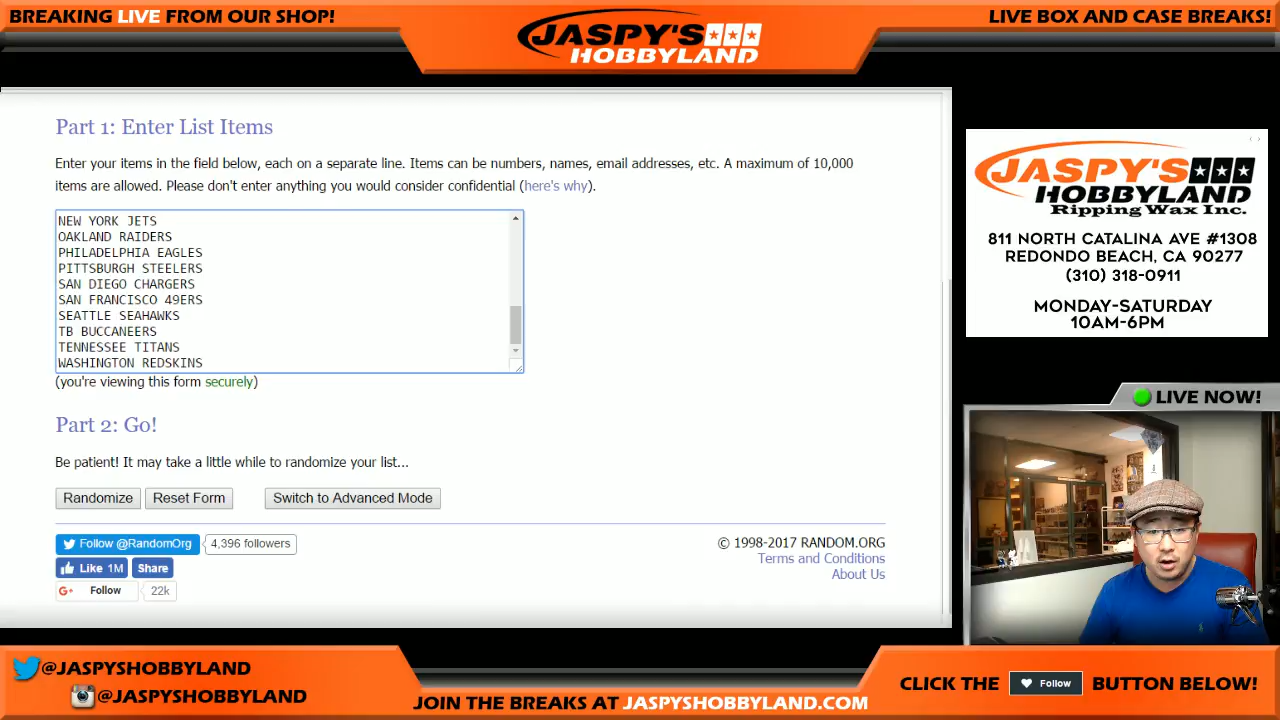 BREAKING LIVE FROM OUR SHOP!
JASPY'S
HOBBYLAND
LIVE BOX AND CASE BREAKS!
Part 1: Enter List Items
Enter your items in the field below, each on a separate line. Items can be numbers, names, email addresses, etc. A maximum of 10,000
items are allowed. Please don't enter anything you would consider confidential (here's why).
NEW YORK JETS
OAKLAND RAIDERS
PHILADELPHIA EAGLES
PITTSBURGH STEELERS
SAN DIEGO CHARGERS
SAN FRANCISCO 49ERS
SEATTLE SEAHAWKS
TB BUCCANEERS
TENNESSEE TITANS
WASHINGTON REDSKINS
(you're viewing this form securely)
Part 2: Go!
Be patient! It may take a little while to randomize your list...
Randomize Reset Form Switch to Advanced Mode
Follow @RandomOrg 4,396 followers
Like 1M Share
G+ Follow 22k
© 1998-2017 RANDOM.ORG
Terms and Conditions
About Us
JASPY'S
HOBBYLAND
Ripping Wax Inc.
811 NORTH CATALINA AVE #1308
REDONDO BEACH, CA 90277
(310) 318-0911
MONDAY-SATURDAY
10AM-6PM
LIVE NOW!
@JASPYSHOBBYLAND
@JASPYSHOBBYLAND
JOIN THE BREAKS AT JASPYSHOBBYLAND.COM
CLICK THE Follow BUTTON BELOW!